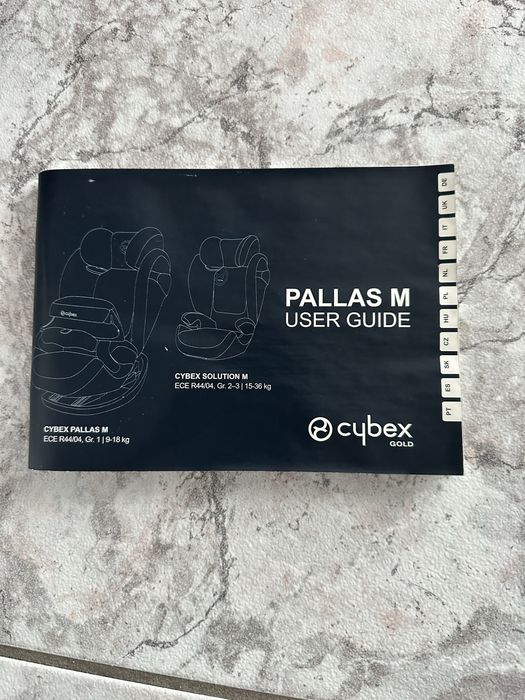 PALLAS M
USER GUIDE
cybex
CYBEX SOLUTION M
ECE R44/04, Gr. 2–3 | 15-36 kg
CYBEX PALLAS M
ECE R44/04, Gr. 1 | 9-18 kg
cybex
GOLD
DE
UK
IT
FR
NL
PL
HU
CZ
SK
ES
PT